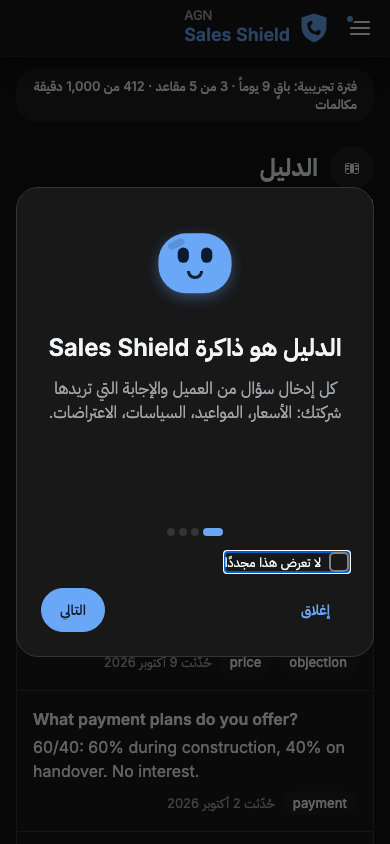 AGN
Sales Shield
فترة تجريبية: باقٍ 9 يوماً · 3 من 5 مقاعد · 412 من 1,000 دقيقة
مكالمات
الدليل
الدليل هو ذاكرة Sales Shield
كل إدخال سؤال من العميل والإجابة التي تريدها
شركتك: الأسعار، المواعيد، السياسات، الاعتراضات.
لا تعرض هذا مجددًا
إغلاق
التالي
objection price حُدّثت 9 أكتوبر 2026
What payment plans do you offer?
60/40: 60% during construction, 40% on
handover. No interest.
payment حُدّثت 2 أكتوبر 2026